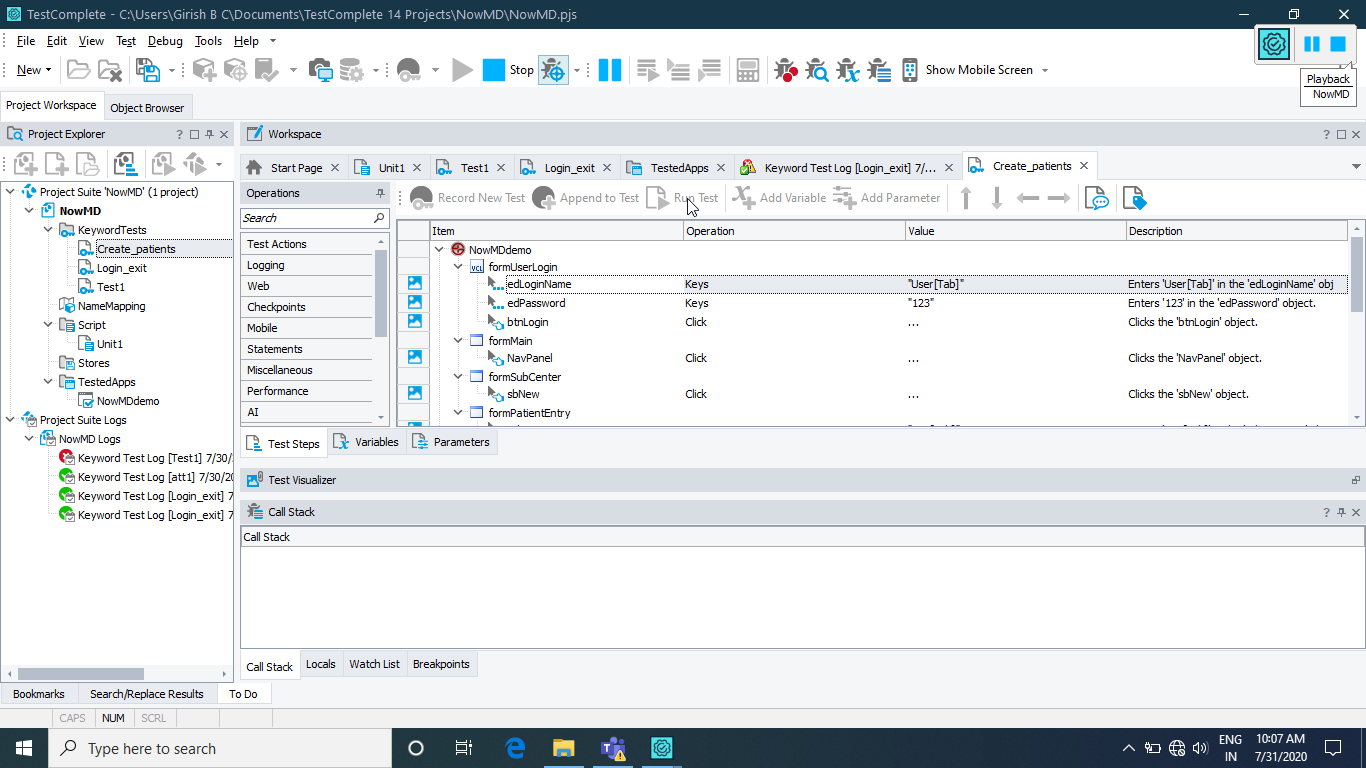 TestComplete - C:\Users\Girish B C\Documents\TestComplete 14 Projects\NowMD\NowMD.pjs
File Edit View Test Debug Tools Help
New Stop Show Mobile Screen
Playback
NowMD
Project Workspace Object Browser
Project Explorer ?
Workspace ?
Start Page Unit1 Test1 Login_exit TestedApps Keyword Test Log [Login_exit] 7/... Create_patients
Project Suite 'NowMD' (1 project)
NowMD
KeywordTests
Create_patients
Login_exit
Test1
NameMapping
Script
Unit1
Stores
TestedApps
NowMDdemo
Project Suite Logs
NowMD Logs
Keyword Test Log [Test1] 7/30/
Keyword Test Log [att1] 7/30/20
Keyword Test Log [Login_exit] 7
Keyword Test Log [Login_exit] 7
Operations
Search
Test Actions
Logging
Web
Checkpoints
Mobile
Statements
Miscellaneous
Performance
AI
Record New Test Append to Test Run Test Add Variable Add Parameter
Item Operation Value Description
NowMDdemo
formUserLogin
edLoginName Keys "User[Tab]" Enters 'User[Tab]' in the 'edLoginName' obj
edPassword Keys "123" Enters '123' in the 'edPassword' object.
btnLogin Click ... Clicks the 'btnLogin' object.
formMain
NavPanel Click ... Clicks the 'NavPanel' object.
formSubCenter
sbNew Click ... Clicks the 'sbNew' object.
formPatientEntry
Test Steps Variables Parameters
Test Visualizer
Call Stack ?
Call Stack
Call Stack Locals Watch List Breakpoints
Bookmarks Search/Replace Results To Do
CAPS NUM SCRL
Type here to search
ENG
IN
10:07 AM
7/31/2020